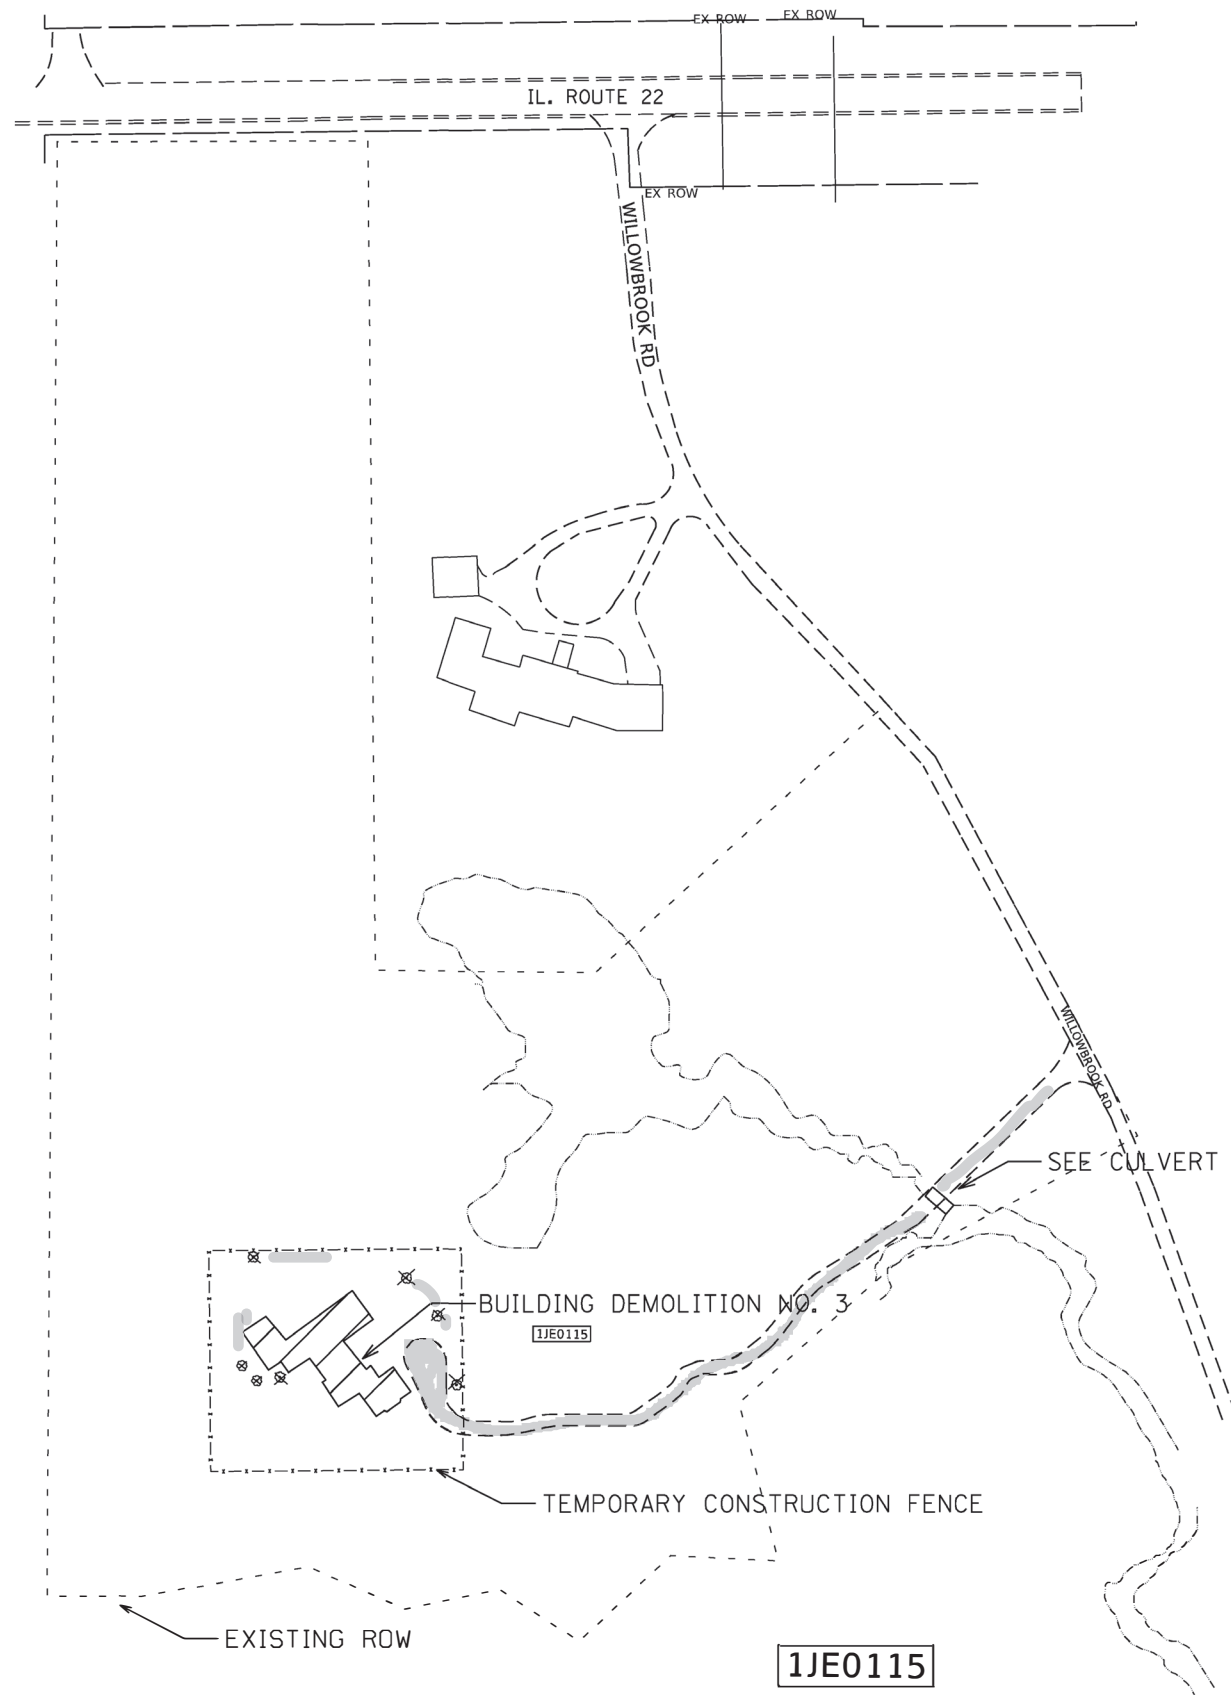 EX ROW
EX ROW
IL. ROUTE 22
EX ROW
WILLOWBROOK RD
WILLOWBROOK RD
SEE CULVERT
BUILDING DEMOLITION NO. 3
1JE0115
TEMPORARY CONSTRUCTION FENCE
EXISTING ROW
1JE0115